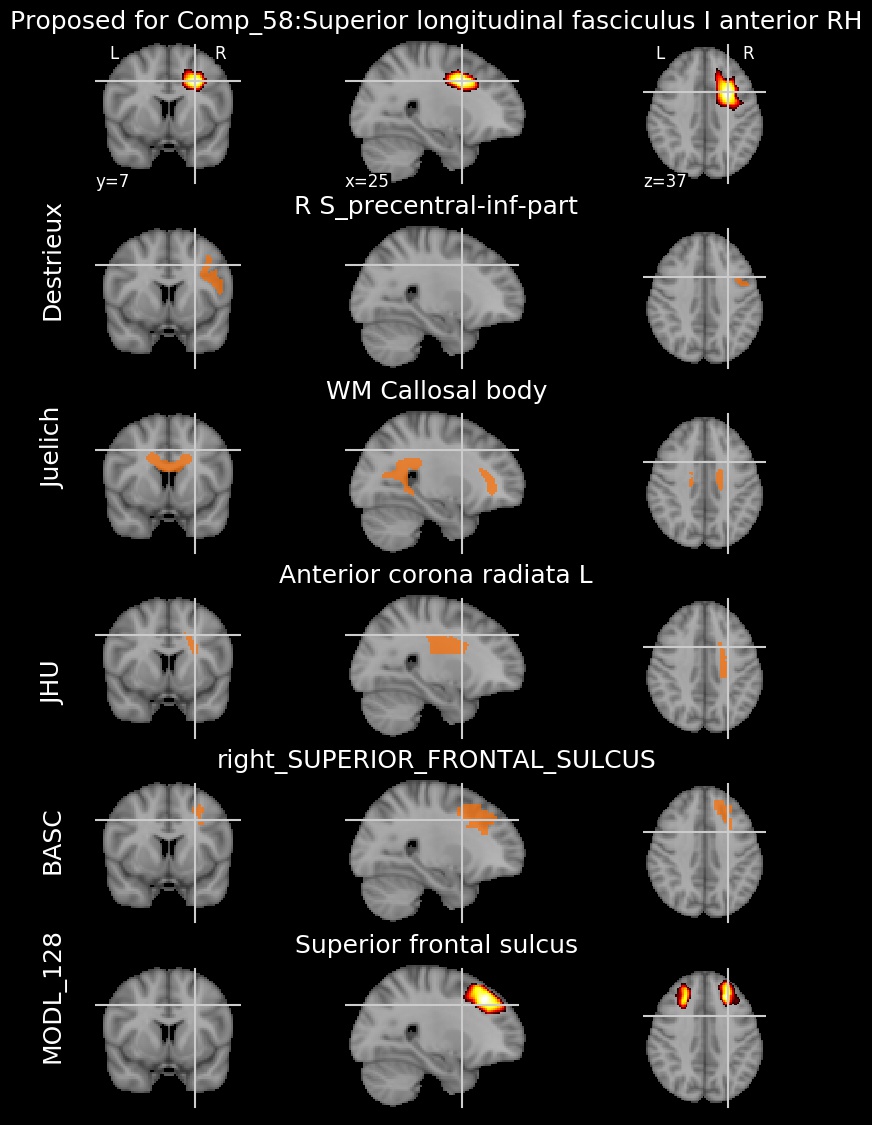 Proposed for Comp_58:Superior longitudinal fasciculus I anterior RH
L R L R
y=7 x=25 z=37
R S_precentral-inf-part
Destrieux
WM Callosal body
Juelich
Anterior corona radiata L
JHU
right_SUPERIOR_FRONTAL_SULCUS
BASC
Superior frontal sulcus
MODL_128